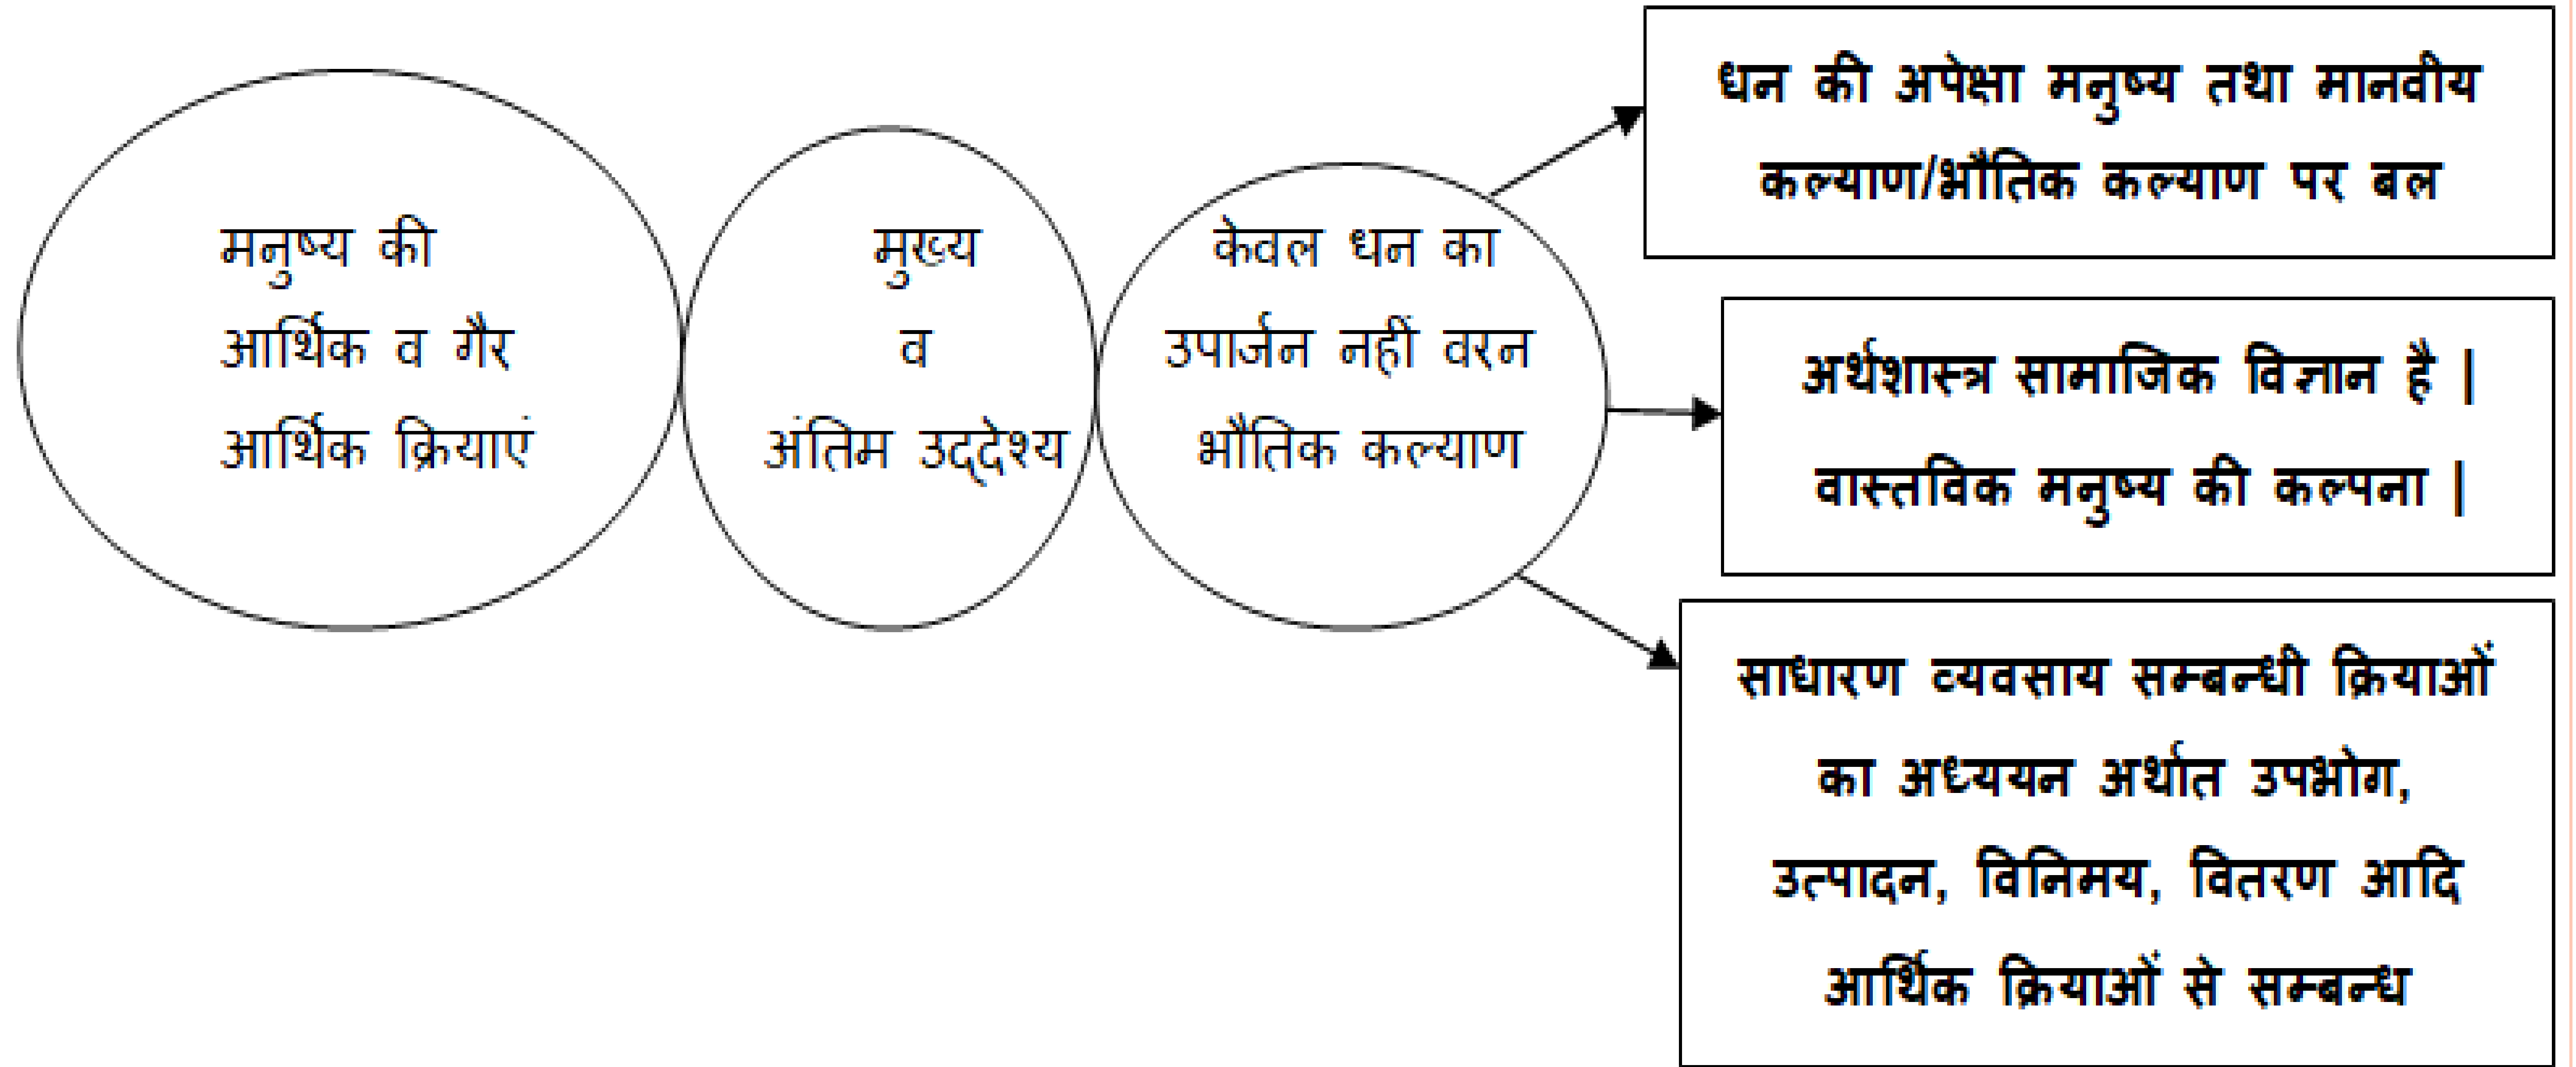 मनुष्य की
आर्थिक व गैर
आर्थिक क्रियाएं
मुख्य
व
अंतिम उद्देश्य
केवल धन का
उपार्जन नहीं वरन
भौतिक कल्याण
धन की अपेक्षा मनुष्य तथा मानवीय
कल्याण/भौतिक कल्याण पर बल
अर्थशास्त्र सामाजिक विज्ञान है |
वास्तविक मनुष्य की कल्पना |
साधारण व्यवसाय सम्बन्धी क्रियाओं
का अध्ययन अर्थात उपभोग,
उत्पादन, विनिमय, वितरण आदि
आर्थिक क्रियाओं से सम्बन्ध